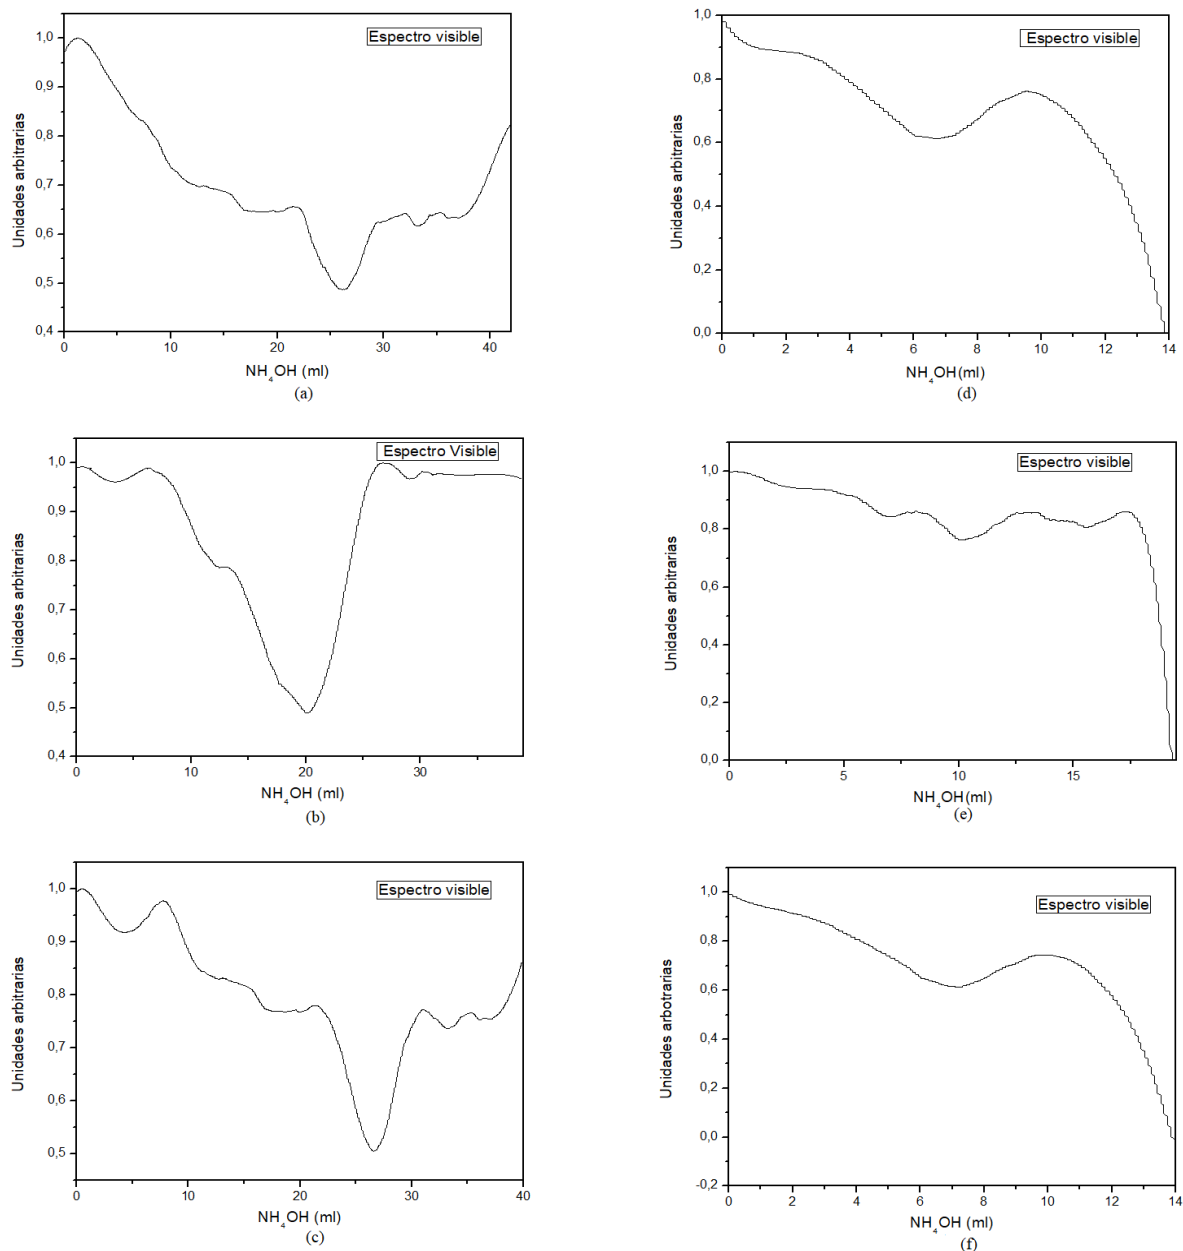 Espectro visible
Unidades arbitrarias
1,0
0,9
0,8
0,7
0,6
0,5
0,4
0 10 20 30 40
NH4OH (ml)
(a)
Espectro Visible
Unidades arbitrarias
1,0
0,9
0,8
0,7
0,6
0,5
0,4
0 10 20 30
NH4OH (ml)
(b)
Espectro visible
Unidades arbitrarias
1,0
0,9
0,8
0,7
0,6
0,5
0 10 20 30 40
NH4OH (ml)
(c)
Espectro visible
Unidades arbitrarias
1,0
0,8
0,6
0,4
0,2
0,0
0 2 4 6 8 10 12 14
NH4OH (ml)
(d)
Espectro visible
Unidades arbitrarias
1,0
0,8
0,6
0,4
0,2
0,0
0 5 10 15
NH4OH (ml)
(e)
Espectro visible
Unidades arbotrarias
1,0
0,8
0,6
0,4
0,2
0,0
-0,2
0 2 4 6 8 10 12 14
NH4OH (ml)
(f)